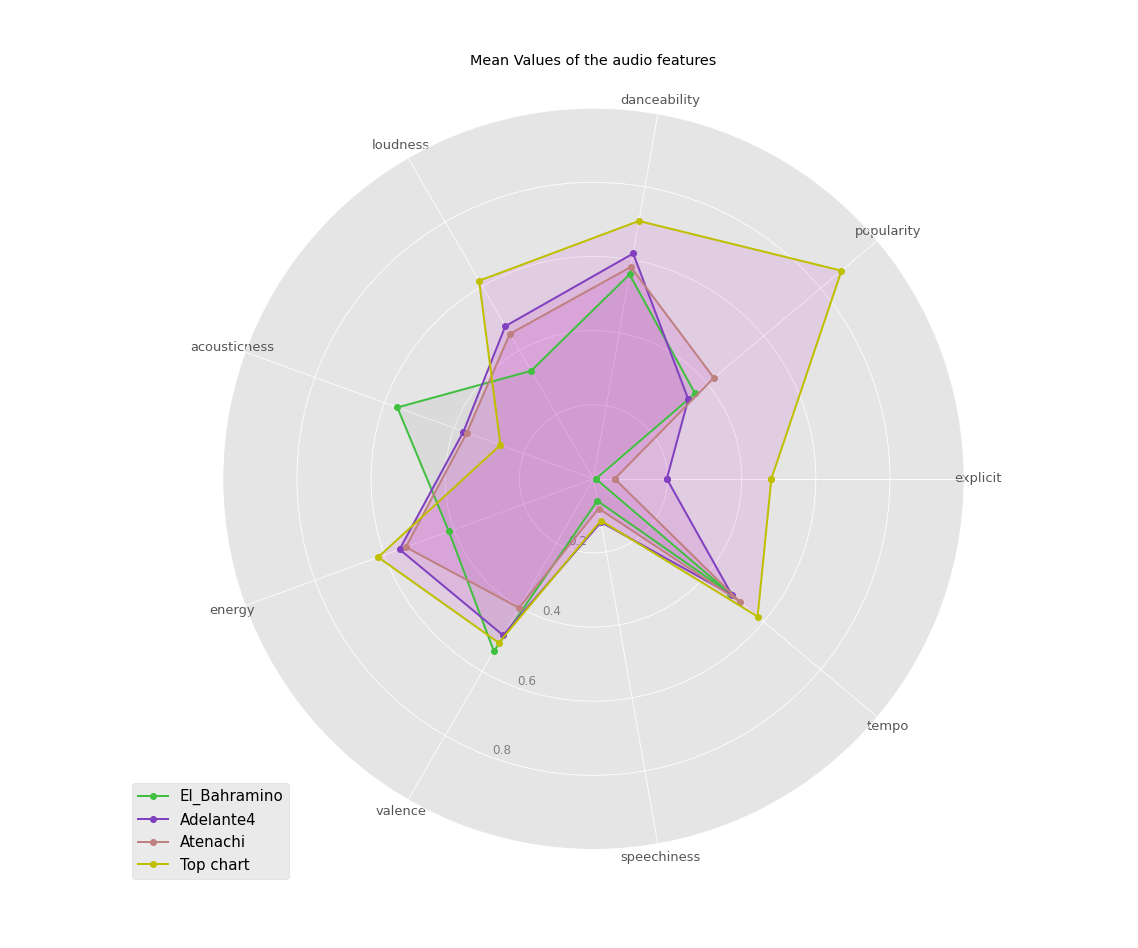 Mean Values of the audio features
danceability
loudness
popularity
acousticness
explicit
0.2
energy
0.4
0.6
tempo
0.8
valence
speechiness
El_Bahramino
Adelante4
Atenachi
Top chart